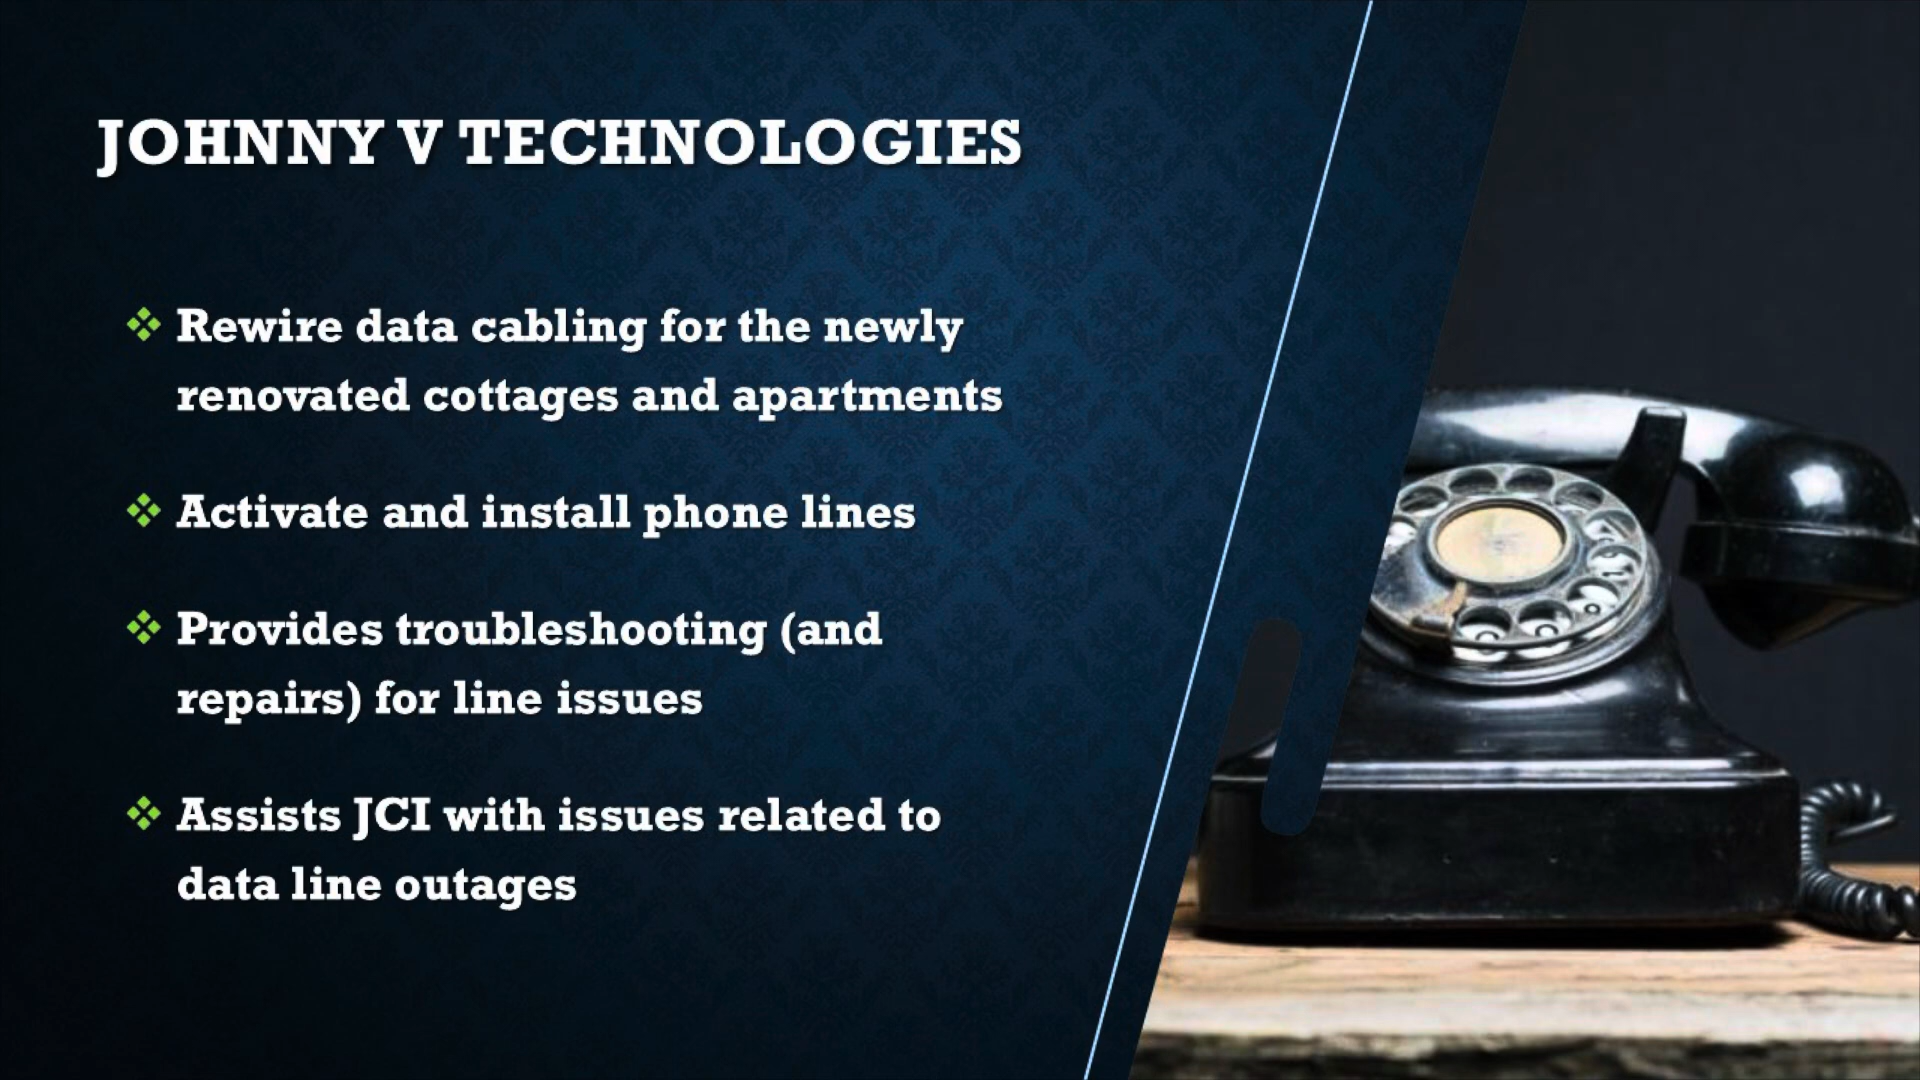 JOHNNY V TECHNOLOGIES
Rewire data cabling for the newly
renovated cottages and apartments
Activate and install phone lines
Provides troubleshooting (and
repairs) for line issues
Assists JCI with issues related to
data line outages